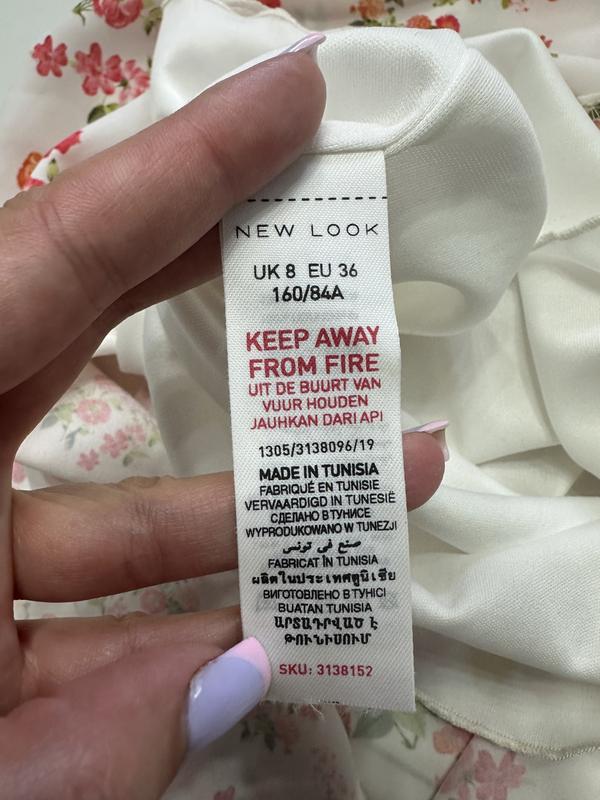 NEW LOOK
UK 8 EU 36
160/84A
KEEP AWAY
FROM FIRE
UIT DE BUURT VAN
VUUR HOUDEN
JAUHKAN DARI API
1305/3138096/19
MADE IN TUNISIA
FABRIQUÉ EN TUNISIE
VERVAARDIGD IN TUNESIË
СДЕЛАНО В ТУНИСЕ
WYPRODUKOWANO W TUNEZJI
صنع في تونس
FABRICAT ÎN TUNISIA
ผลิตในประเทศตูนิเซีย
ВИГОТОВЛЕНО В ТУНІСІ
BUATAN TUNISIA
ԱՐՏԱԴՐՎԱԾ Է
ԹՈՒՆԻՍՈՒՄ
SKU: 3138152